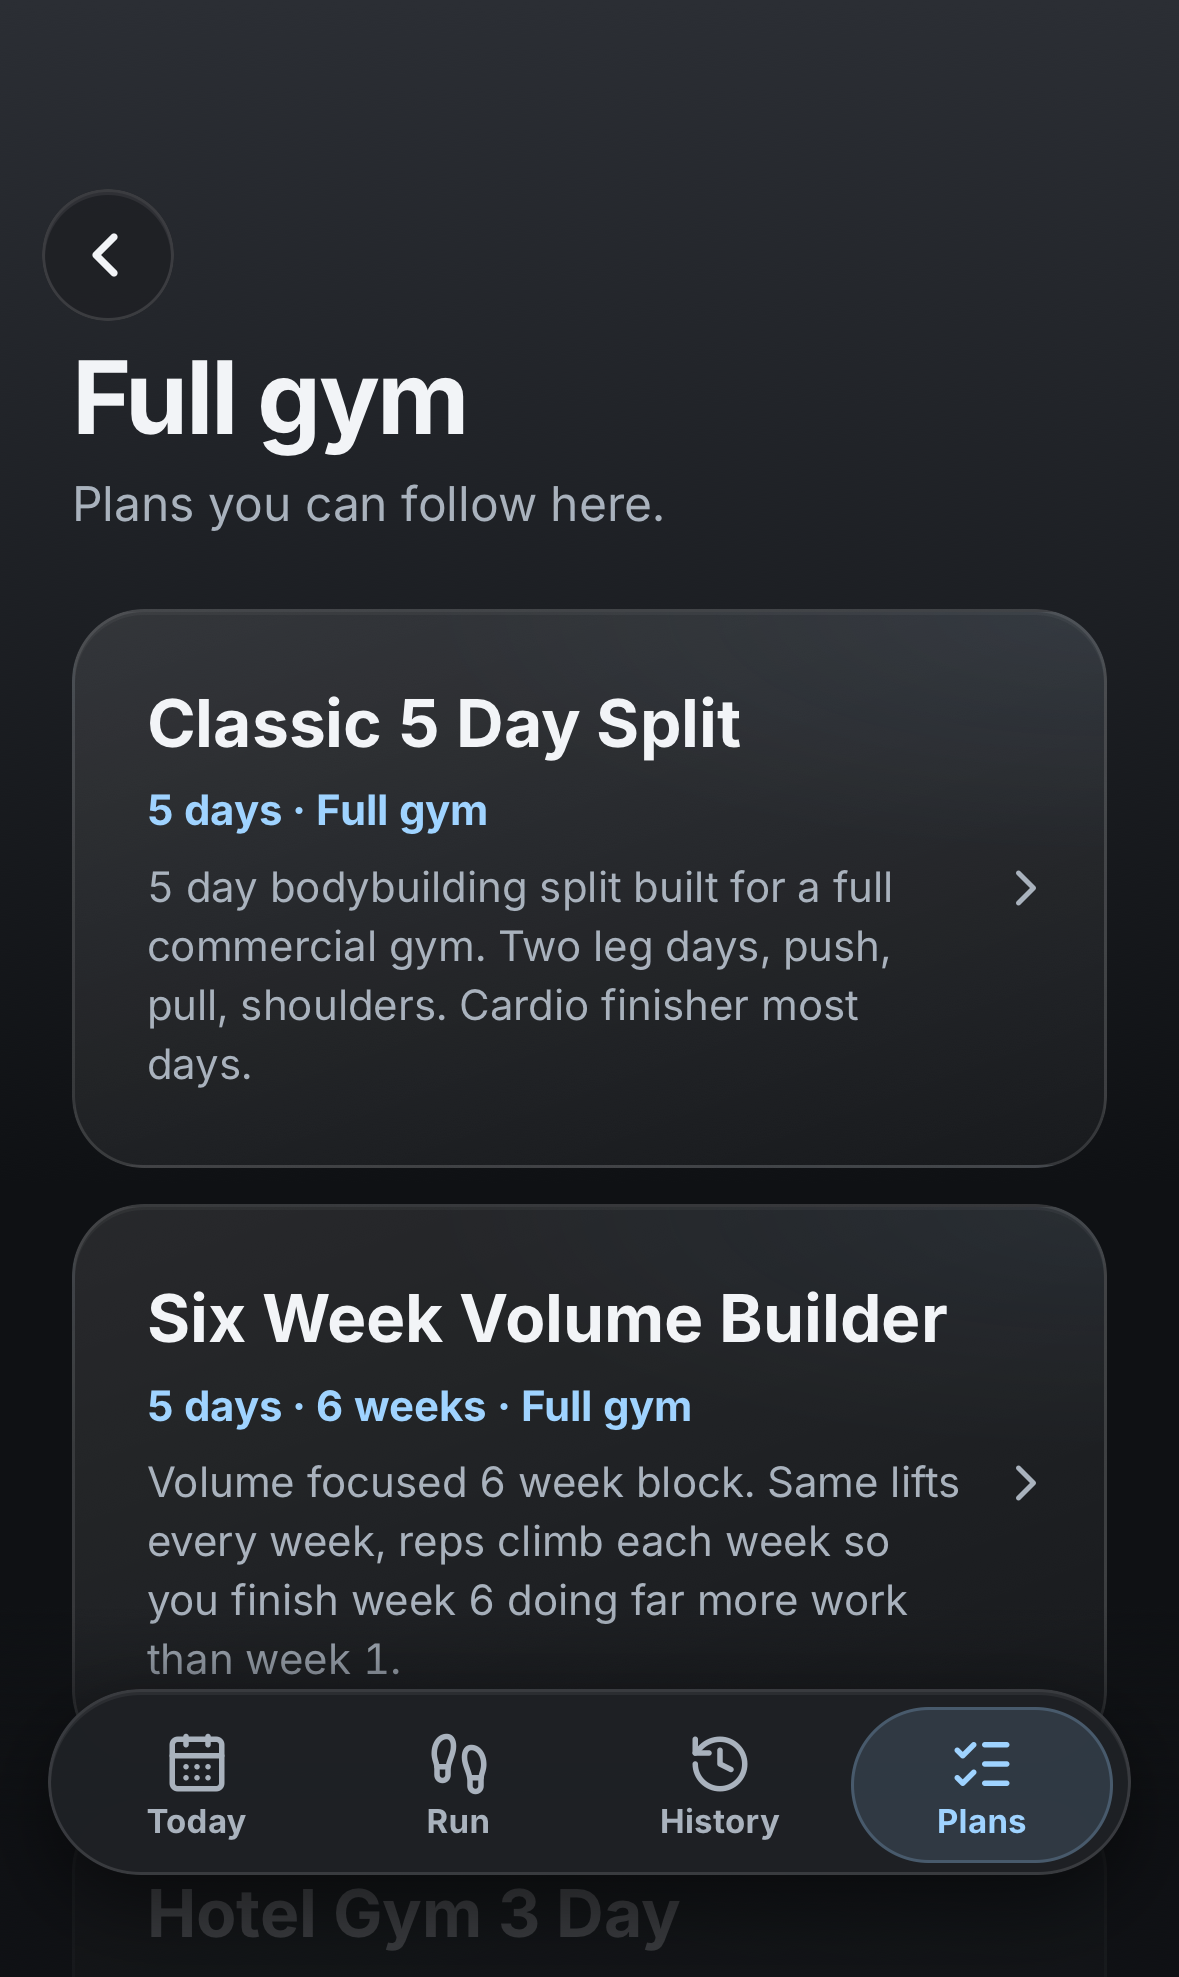 Full gym
Plans you can follow here.
Classic 5 Day Split
5 days · Full gym
5 day bodybuilding split built for a full
commercial gym. Two leg days, push,
pull, shoulders. Cardio finisher most
days.
Six Week Volume Builder
5 days · 6 weeks · Full gym
Volume focused 6 week block. Same lifts
every week, reps climb each week so
you finish week 6 doing far more work
than week 1.
Today
Run
History
Plans
Hotel Gym 3 Day